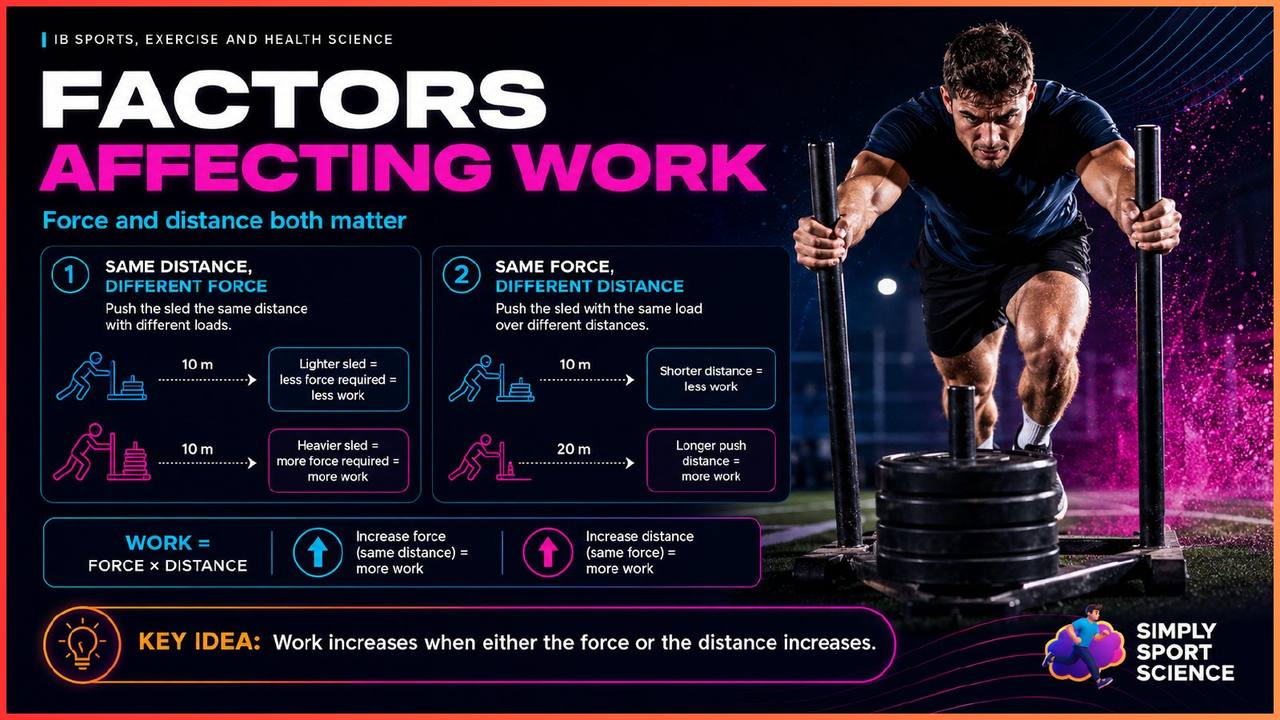 IB SPORTS, EXERCISE AND HEALTH SCIENCE
FACTORS
AFFECTING WORK
Force and distance both matter
1
SAME DISTANCE,
DIFFERENT FORCE
Push the sled the same distance
with different loads.
10 m
Lighter sled =
less force required =
less work
10 m
Heavier sled =
more force required =
more work
2
SAME FORCE,
DIFFERENT DISTANCE
Push the sled with the same load
over different distances.
10 m
Shorter distance =
less work
20 m
Longer push
distance =
more work
WORK =
FORCE × DISTANCE
Increase force
(same distance) =
more work
Increase distance
(same force) =
more work
KEY IDEA: Work increases when either the force or the distance increases.
SIMPLY
SPORT
SCIENCE